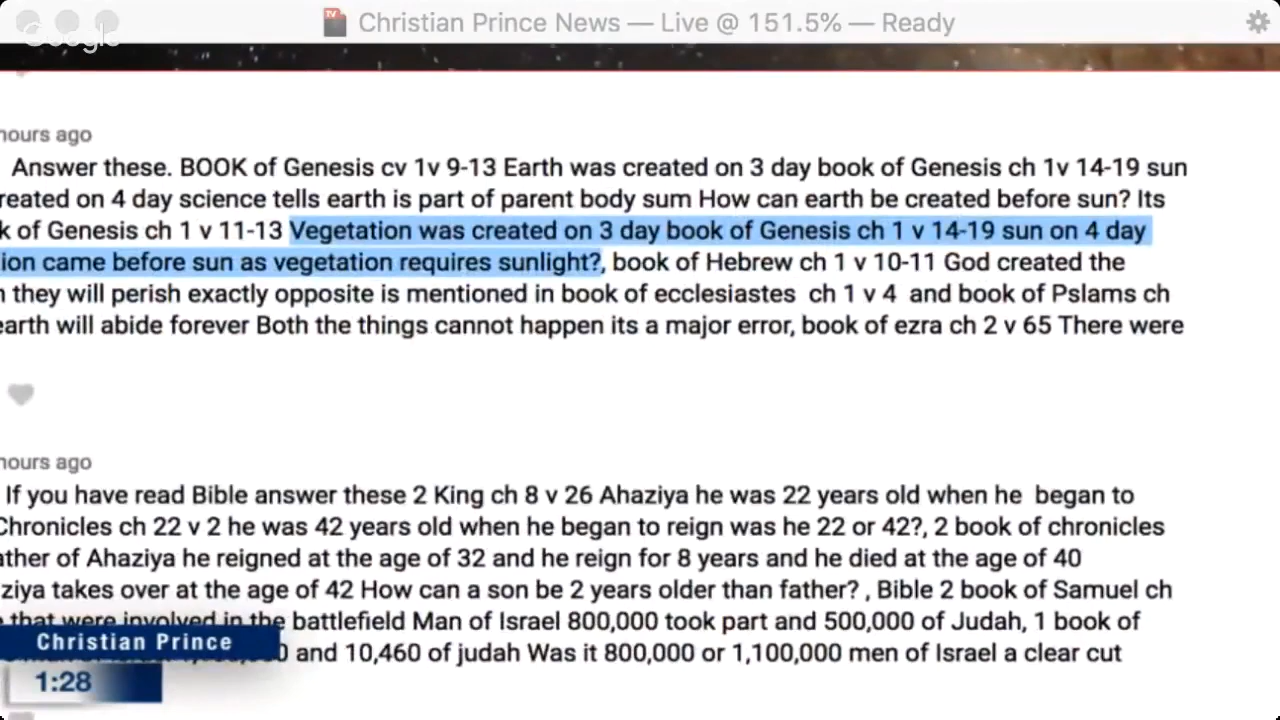 Christian Prince News — Live @ 151.5% — Ready
Google
hours ago
Answer these. BOOK of Genesis cv 1v 9-13 Earth was created on 3 day book of Genesis ch 1v 14-19 sun
reated on 4 day science tells earth is part of parent body sum How can earth be created before sun? Its
k of Genesis ch 1 v 11-13 Vegetation was created on 3 day book of Genesis ch 1 v 14-19 sun on 4 day
ion came before sun as vegetation requires sunlight?, book of Hebrew ch 1 v 10-11 God created the
they will perish exactly opposite is mentioned in book of ecclesiastes ch 1 v 4 and book of Pslams ch
earth will abide forever Both the things cannot happen its a major error, book of ezra ch 2 v 65 There were
hours ago
If you have read Bible answer these 2 King ch 8 v 26 Ahaziya he was 22 years old when he began to
Chronicles ch 22 v 2 he was 42 years old when he began to reign was he 22 or 42?, 2 book of chronicles
ather of Ahaziya he reigned at the age of 32 and he reign for 8 years and he died at the age of 40
ziya takes over at the age of 42 How can a son be 2 years older than father? , Bible 2 book of Samuel ch
that were involved in the battlefield Man of Israel 800,000 took part and 500,000 of Judah, 1 book of
and 10,460 of judah Was it 800,000 or 1,100,000 men of Israel a clear cut
Christian Prince
1:28